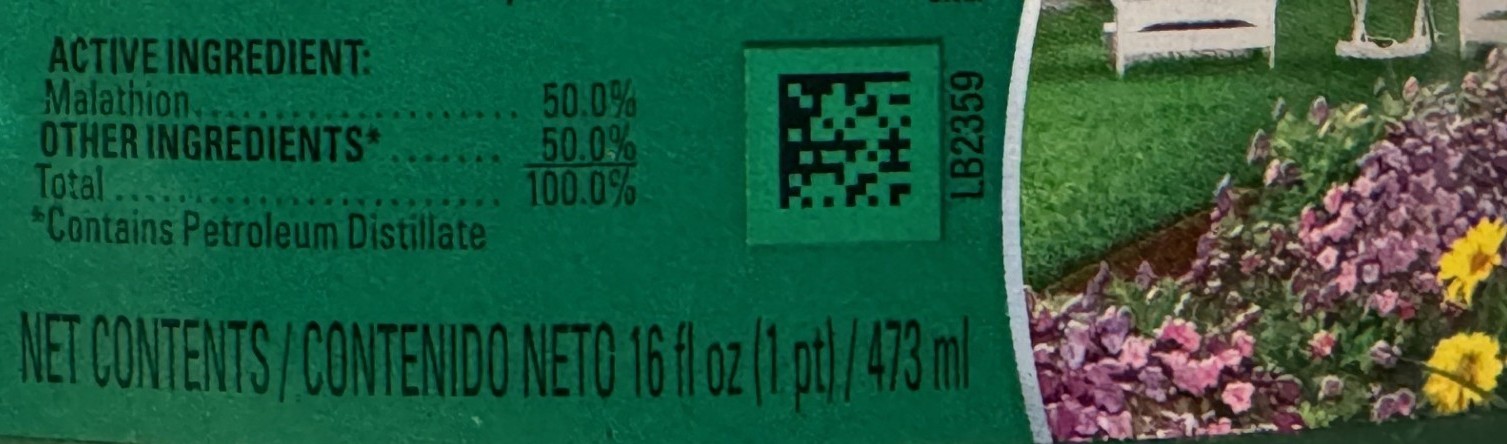 ACTIVE INGREDIENT:
Malathion.................... 50.0%
OTHER INGREDIENTS*....... 50.0%
Total...................... 100.0%
*Contains Petroleum Distillate
LB2359
NET CONTENTS / CONTENIDO NETO 16 fl oz (1 pt) / 473 ml